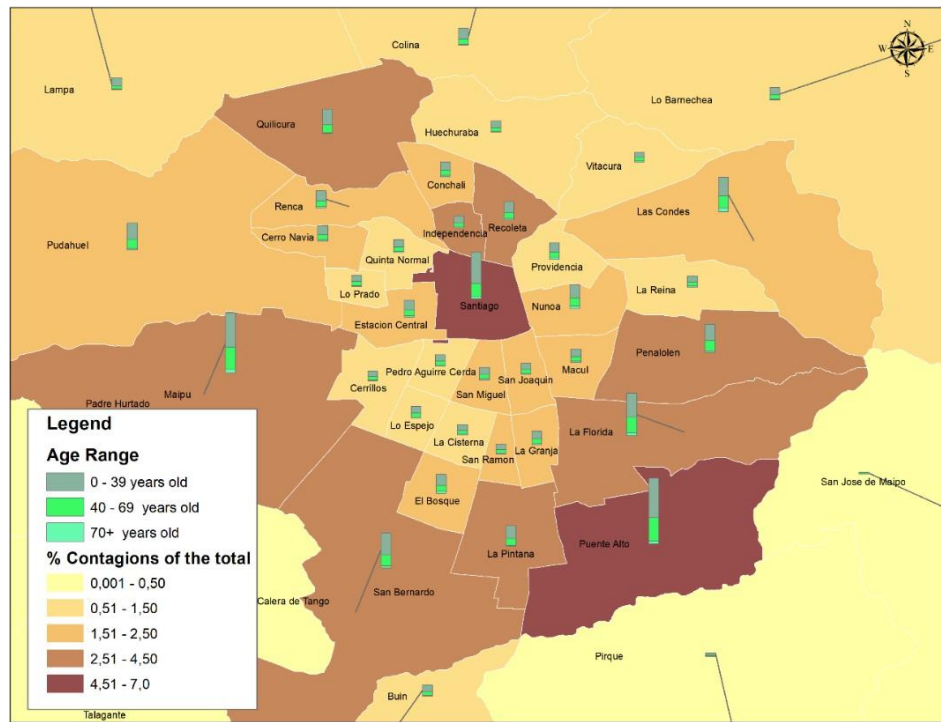 Colina
N
W E
S
Lampa
Lo Barnechea
Quilicura
Huechuraba
Vitacura
Conchali
Renca
Las Condes
Independencia
Recoleta
Cerro Navia
Pudahuel
Quinta Normal
Providencia
Lo Prado
La Reina
Santiago
Nunoa
Estacion Central
Penalolen
Pedro Aguirre Cerda
Macul
San Joaquin
Cerrillos
San Miguel
Maipu
Padre Hurtado
Lo Espejo
La Florida
La Cisterna
La Granja
San Ramon
San Jose de Maipo
El Bosque
Puente Alto
La Pintana
San Bernardo
Calera de Tango
Pirque
Buin
Talagante
Legend
Age Range
0 - 39 years old
40 - 69 years old
70+ years old
% Contagions of the total
0,001 - 0,50
0,51 - 1,50
1,51 - 2,50
2,51 - 4,50
4,51 - 7,0